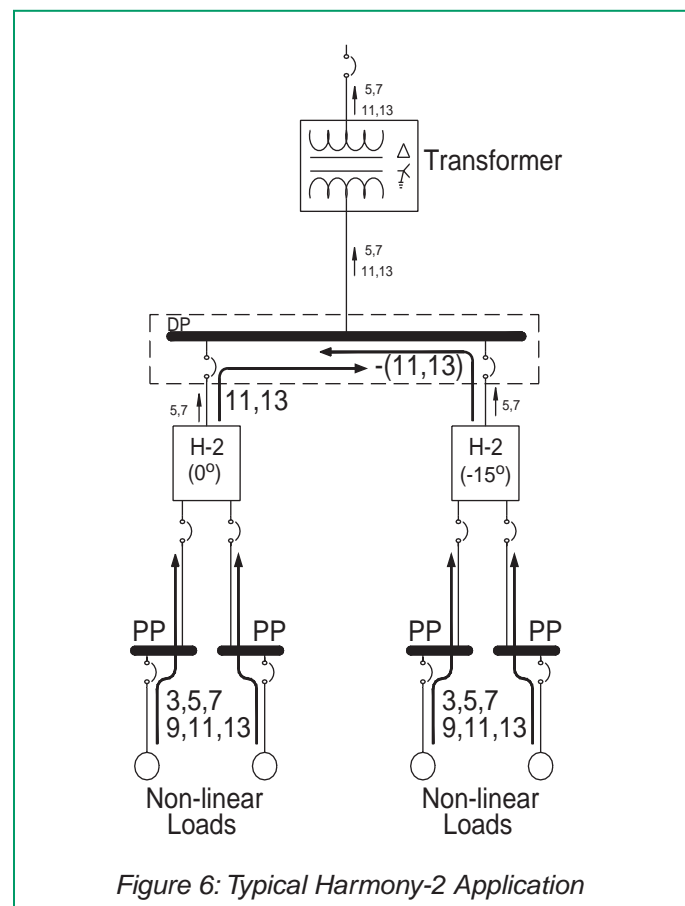 5,7
11,13
Δ
Transformer
5,7
11,13
DP
-(11,13)
11,13
5,7
5,7
H-2
(0°)
H-2
(-15°)
PP
PP
PP
PP
3,5,7
9,11,13
3,5,7
9,11,13
Non-linear
Loads
Non-linear
Loads
Figure 6: Typical Harmony-2 Application